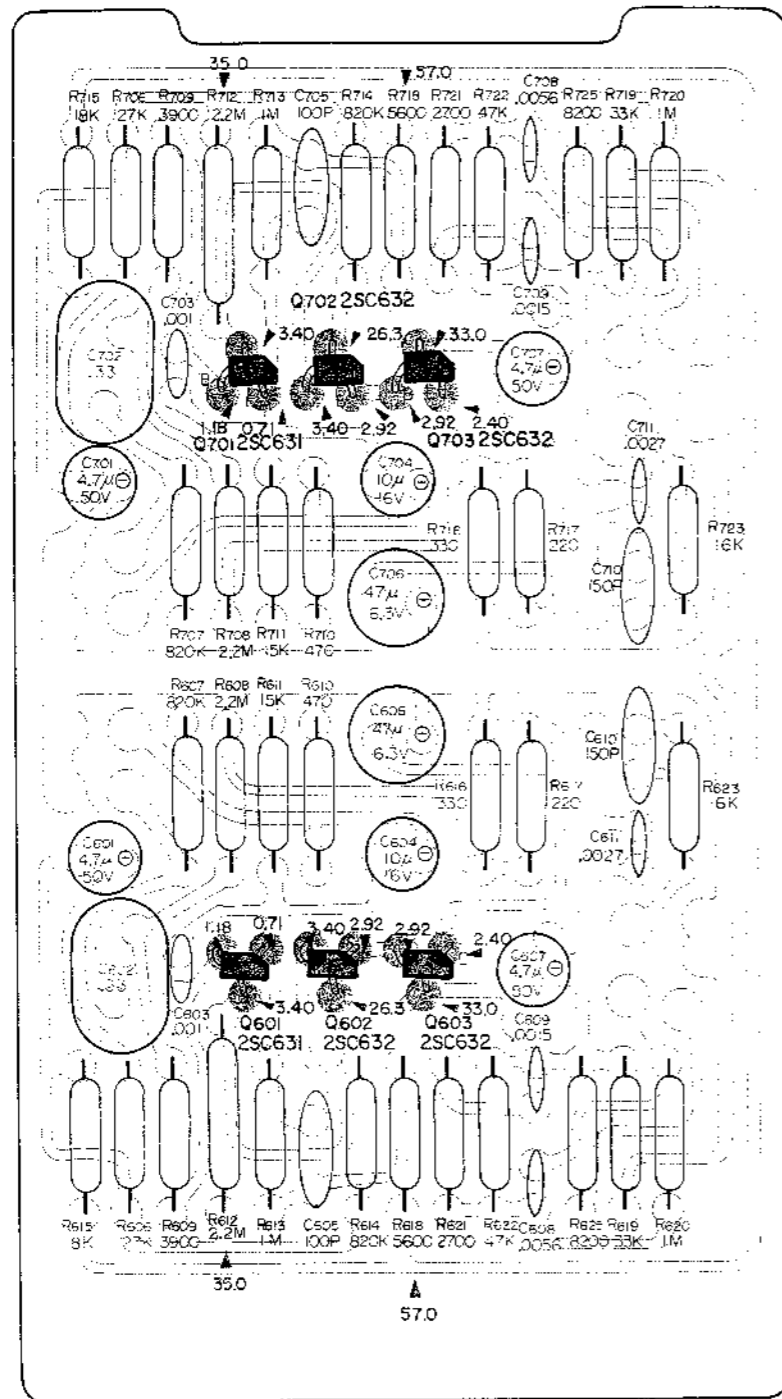 35.0
57.0
C708
.0056
R715 R706 R709 R712 R713 C705 R714 R718 R721 R722 R725 R719 R720
18K 27K 3900 2.2M 1M 100P 820K 5600 2700 47K 8200 33K 1M
C703
.001
Q702 2SC632
C709
.0015
3.40 26.3 33.0
C702
.33
C707
4.7μ
50V
B
1.18 0.71 3.40 2.92 2.92 2.40
Q701 2SC631 Q703 2SC632
C711
.0027
C701
4.7μ
50V
C704
10μ
16V
R716
330
R717
220
R723
16K
C710
150P
C706
47μ
6.3V
R707 R708 R711 R710
820K 2.2M 15K 470
R607 R608 R611 R610
820K 2.2M 15K 470
C606
47μ
6.3V
C610
150P
R616
330
R617
220
R623
16K
C601
4.7μ
50V
C604
10μ
16V
C611
.0027
1.18 0.71 3.40 2.92 2.92 2.40
C602
.33
C607
4.7μ
50V
C603
.001
3.40 26.3 33.0
Q601 Q602 Q603
2SC631 2SC632 2SC632
C609
.0015
R615 R606 R609 R612 R613 C605 R614 R618 R621 R622 C608 R625 R619 R620
18K 27K 3900 2.2M 1M 100P 820K 5600 2700 47K .0056 8200 33K 1M
35.0
57.0